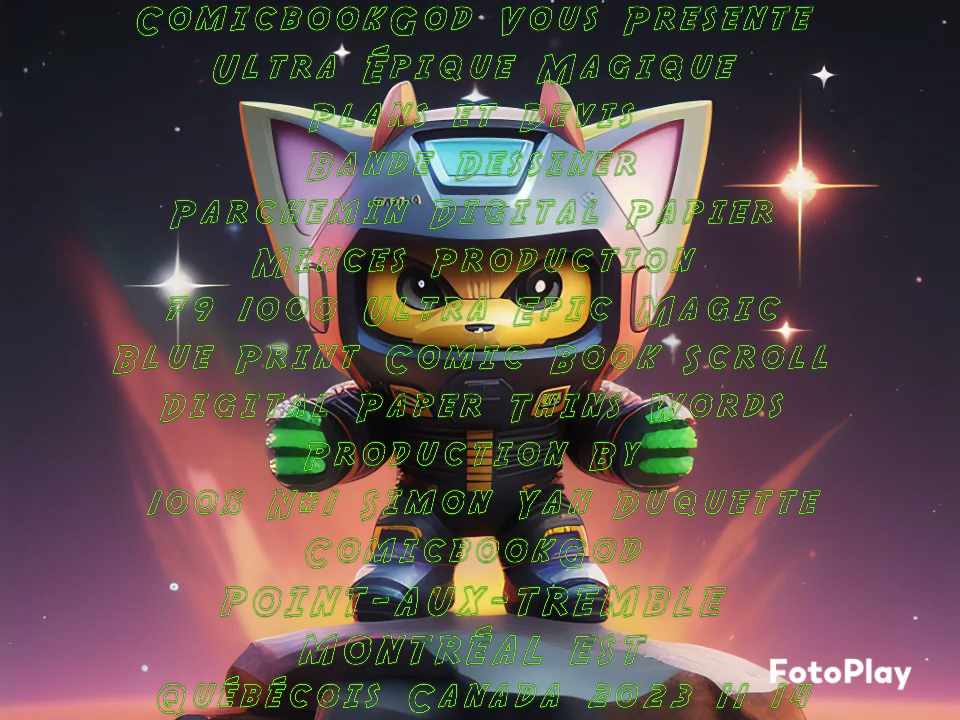 ComicbookGod Vous Presente
Ultra Épique Magique
Plans et Devis
Bande Dessiner
Parchemin Digital Papier
Mences Production
79 1000 Ultra Epic Magic
Blue Print Comic Book Scroll
Digital Paper Thins Words
Production By
100% N#1 Simon Yan Duquette
ComicbookGod
POINT-AUX-TREMBLE
MONTRÉAL EST
Québécois Canada 2023 11 14
FotoPlay